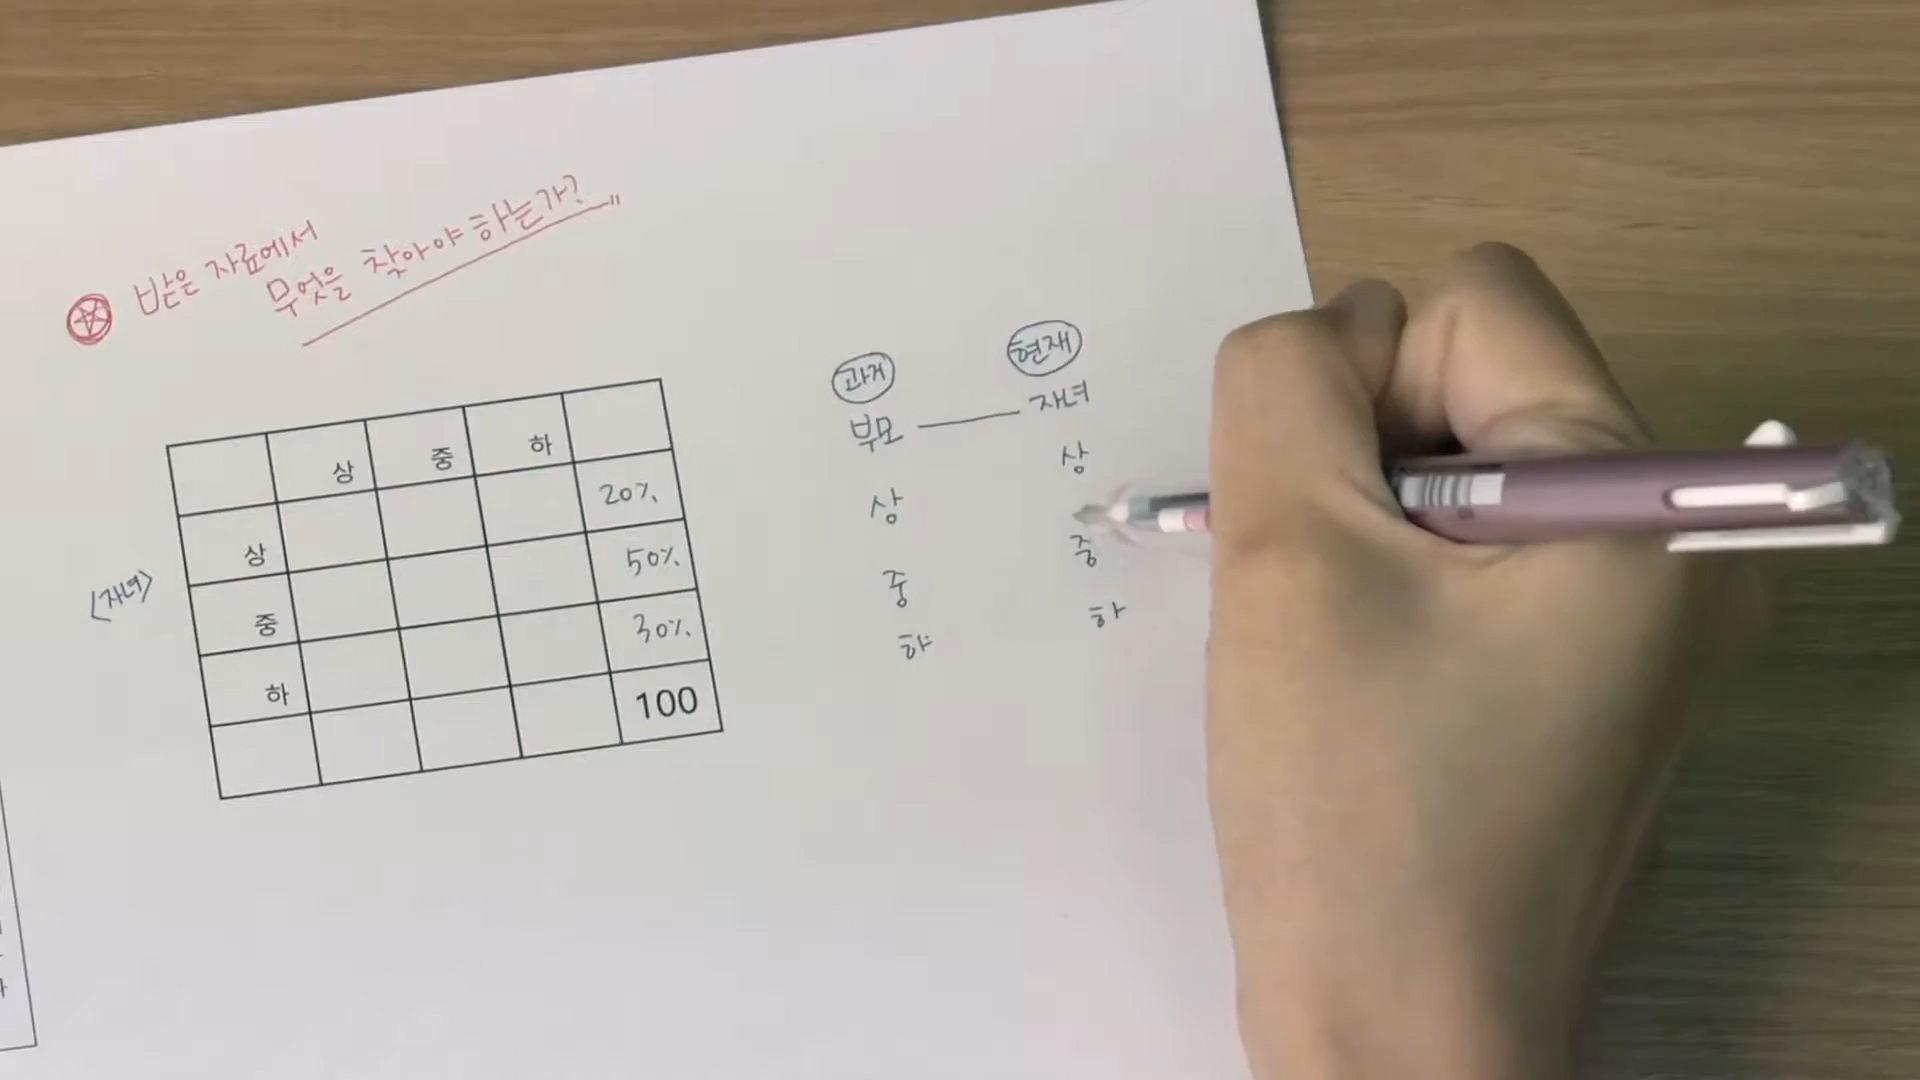 받은 자료에서
무엇을 찾아야 하는가?
상 중 하
상 20%
중 50%
하 30%
100
<자녀>
과거 현재
부모 자녀
상 상
중 중
하 하